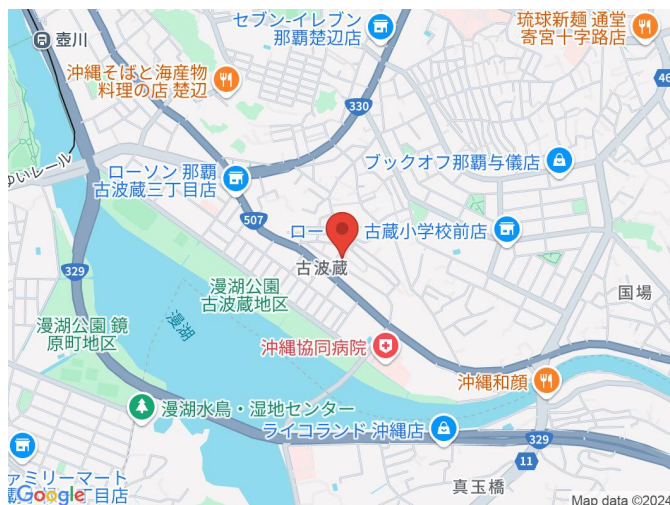 セブン-イレブン
那覇楚辺店
琉球新麺 通堂
寄宮十字路店
壺川
沖縄そばと海産物
料理の店 楚辺
46
330
ゆいレール
ローソン 那覇
古波蔵三丁目店
ブックオフ那覇与儀店
507
ロー
古蔵小学校前店
古波蔵
329
漫湖公園
古波蔵地区
国場
漫湖公園 鏡
原町地区
漫湖
沖縄協同病院
沖縄和顔
漫湖水鳥・湿地センター
ライコランド 沖縄店
329
11
ァミリーマート
丁目店
真玉橋
Google
Map data ©2024